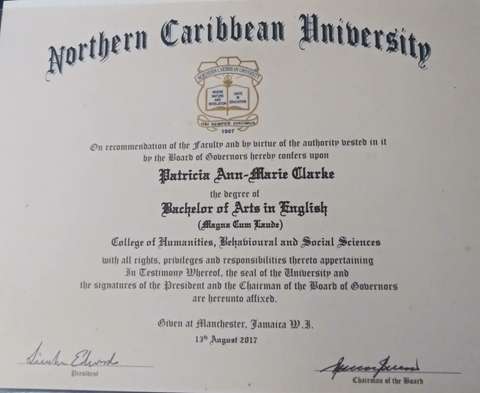 Northern Caribbean University
NORTHERN CARIBBEAN UNIVERSITY
1907
On recommendation of the Faculty and by virtue of the authority vested in it
by the Board of Governors hereby confers upon
Patricia Ann-Marie Clarke
the degree of
Bachelor of Arts in English
(Magna Cum Laude)
College of Humanities, Behavioural and Social Sciences
with all rights, privileges and responsibilities thereto appertaining
In Testimony Whereof, the seal of the University and
the signatures of the President and the Chairman of the Board of Governors
are hereunto affixed.
Given at Manchester, Jamaica W.I.
13th August 2017
President
Chairman of the Board